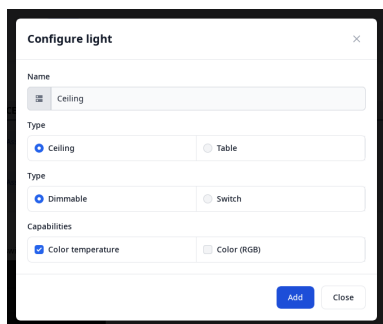 Configure light
Name
Ceiling
Type
Ceiling
Table
Type
Dimmable
Switch
Capabilities
Color temperature
Color (RGB)
Add
Close